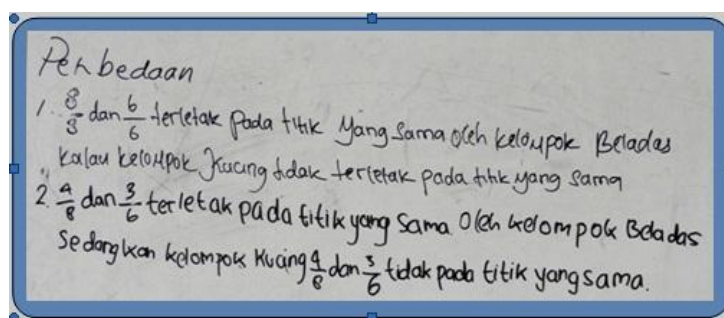 Perbedaan
1. 8/8 dan 6/6 terletak pada titik yang sama oleh kelompok Beladas
kalau kelompok Kucing tidak terletak pada titik yang sama
2. 4/8 dan 3/6 terletak pada titik yang sama oleh kelompok Beladas
Sedangkan kelompok Kucing 4/8 dan 3/6 tidak pada titik yang sama.